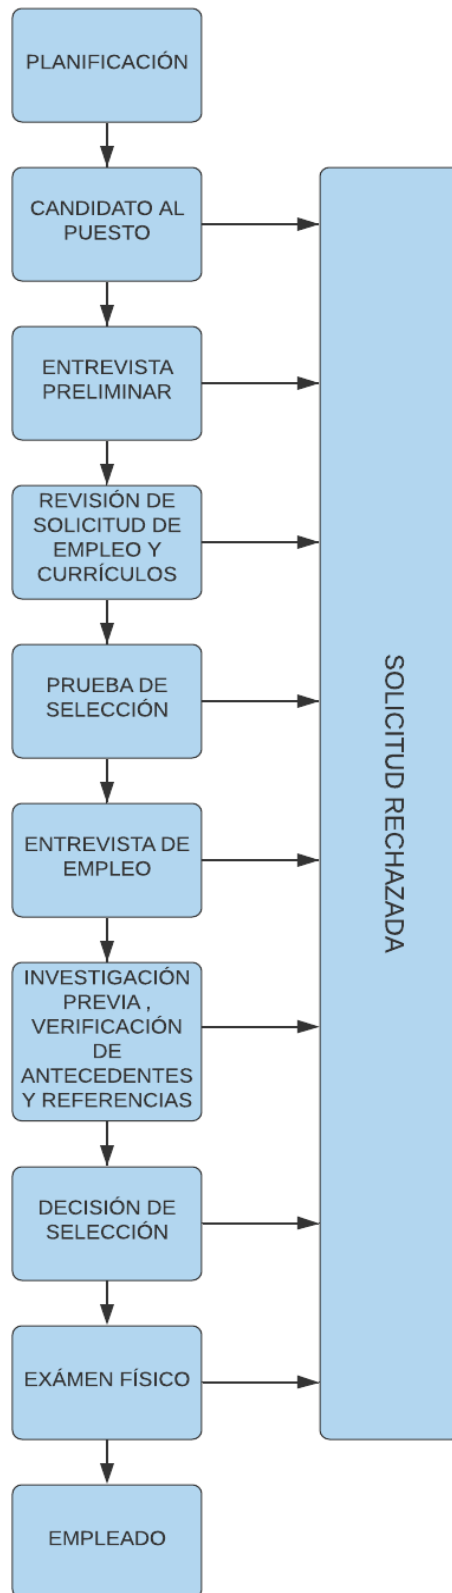 PLANIFICACIÓN
CANDIDATO AL
PUESTO
ENTREVISTA
PRELIMINAR
REVISIÓN DE
SOLICITUD DE
EMPLEO Y
CURRÍCULOS
PRUEBA DE
SELECCIÓN
ENTREVISTA DE
EMPLEO
INVESTIGACIÓN
PREVIA ,
VERIFICACIÓN
DE
ANTECEDENTES
Y REFERENCIAS
DECISIÓN DE
SELECCIÓN
EXÁMEN FÍSICO
EMPLEADO
SOLICITUD RECHAZADA